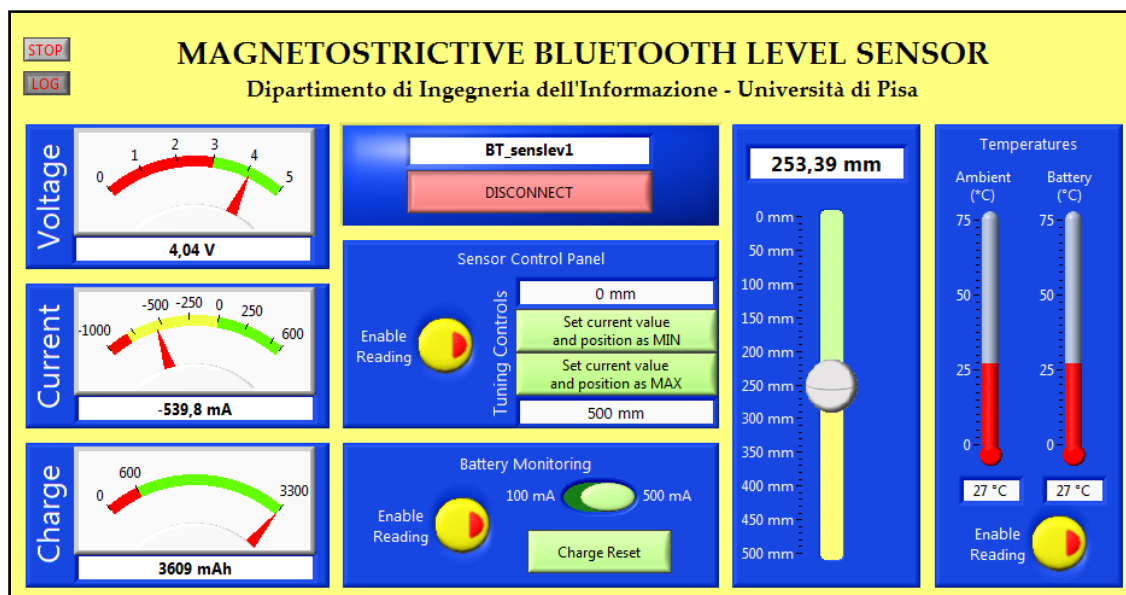 STOP
MAGNETOSTRICTIVE BLUETOOTH LEVEL SENSOR
LOG
Dipartimento di Ingegneria dell'Informazione - Università di Pisa
Voltage
0
1
2
3
4
5
4,04 V
Current
-1000
-500
-250
0
250
600
-539,8 mA
Charge
0
600
3300
3609 mAh
BT_senslev1
DISCONNECT
Sensor Control Panel
Enable
Reading
Tuning Controls
0 mm
Set current value
and position as MIN
Set current value
and position as MAX
500 mm
Battery Monitoring
Enable
Reading
100 mA
500 mA
Charge Reset
253,39 mm
0 mm
50 mm
100 mm
150 mm
200 mm
250 mm
300 mm
350 mm
400 mm
450 mm
500 mm
Temperatures
Ambient
(°C)
75
50
25
0
27 °C
Battery
(°C)
75
50
25
0
27 °C
Enable
Reading